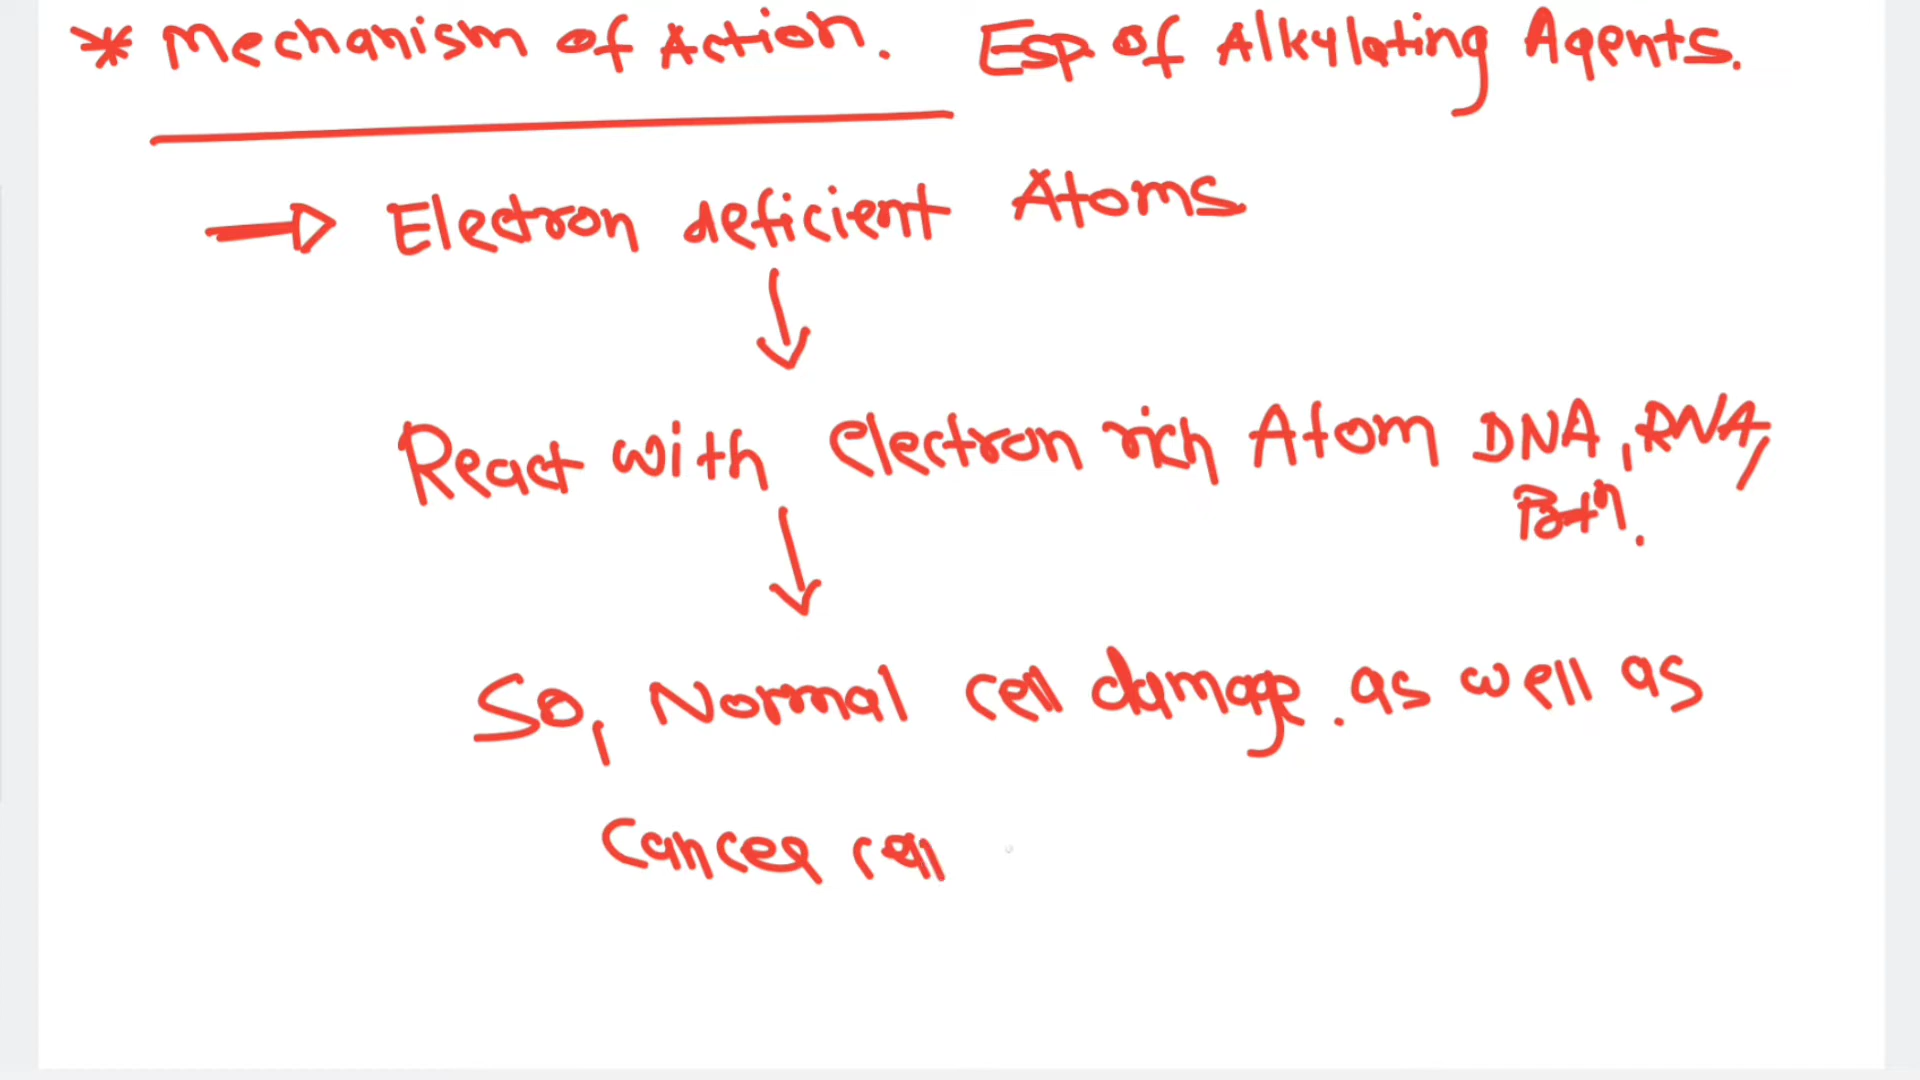 * Mechanism of Action. Esp of Alkylating Agents.
Electron deficient Atoms
React with electron rich Atom DNA, RNA,
So, Normal cell damage. as well as
Cancer cell